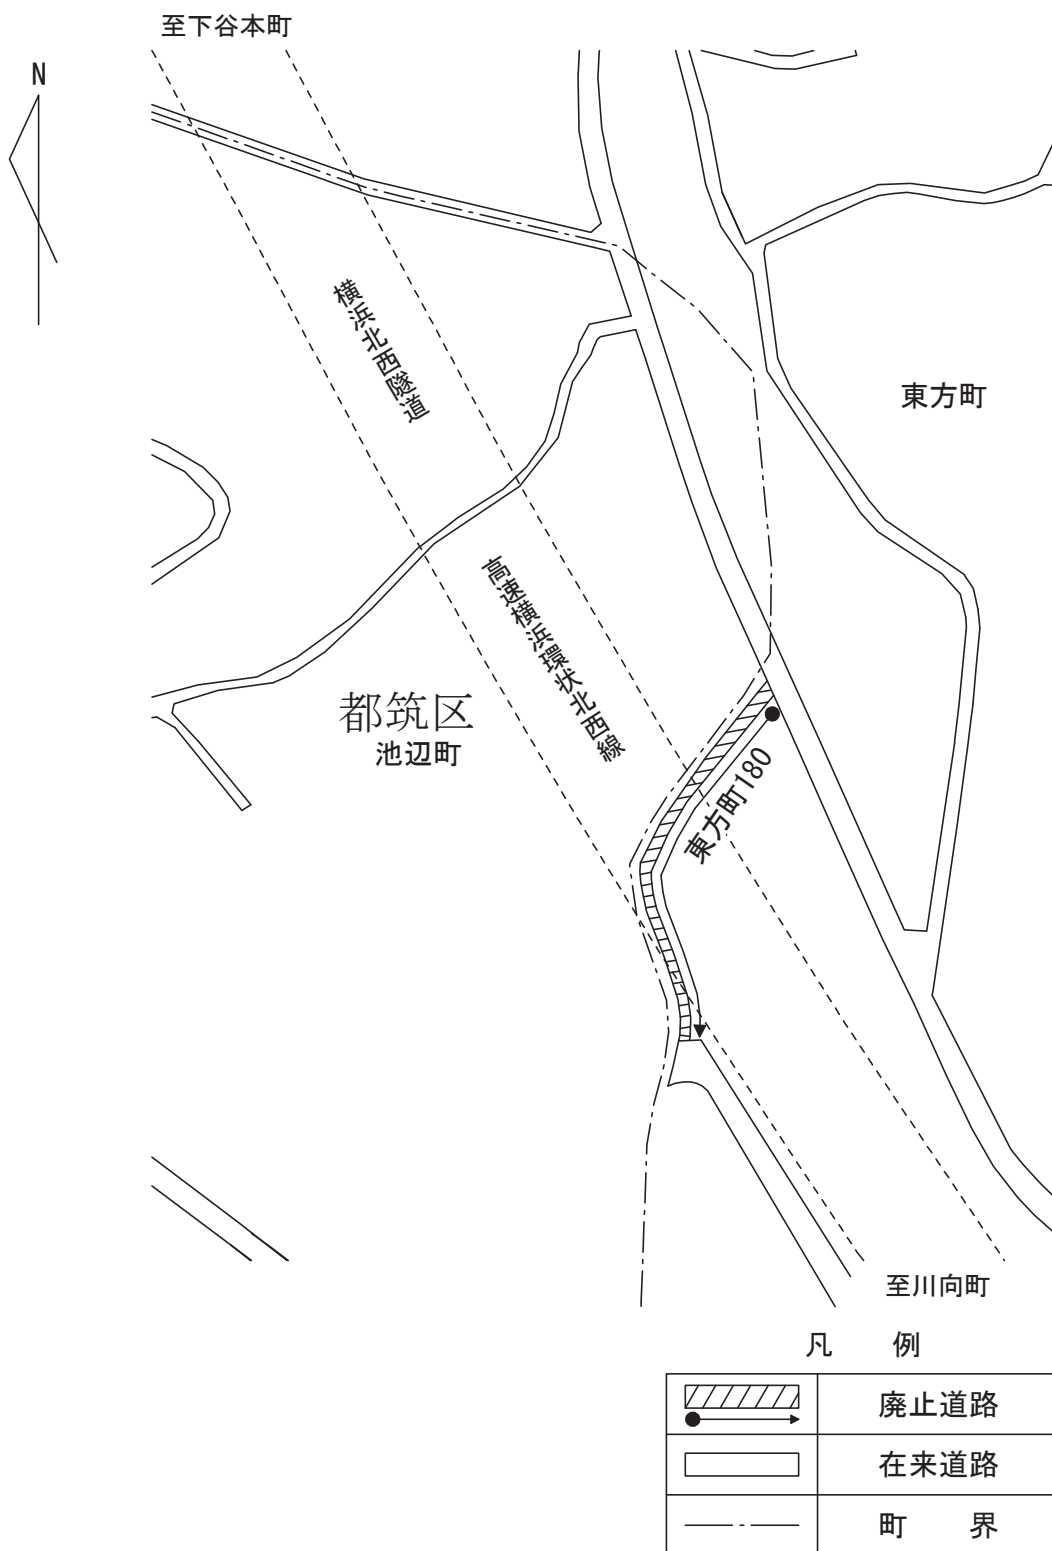 至下谷本町
N
横浜北西隧道
東方町
高速横浜環状北西線
都筑区
池辺町
東方町180
至川向町
凡 例
廃止道路
在来道路
町 界